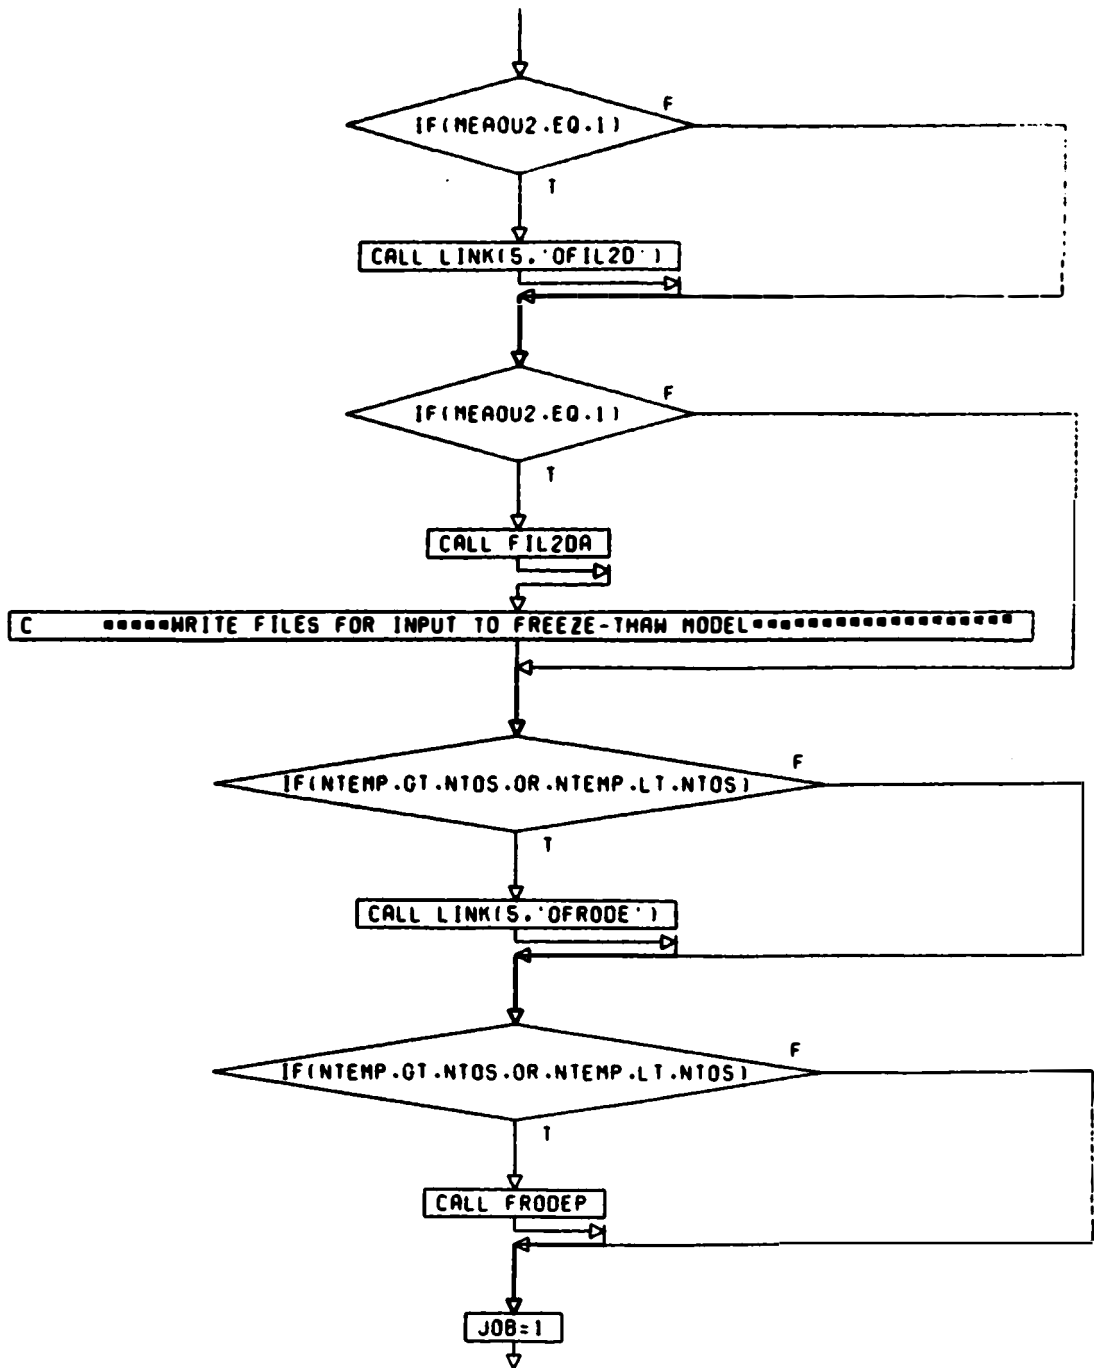 F
IF(MEAOU2.EQ.1)
T
CALL LINK(5,'OFIL2D')
F
IF(MEAOU2.EQ.1)
T
CALL FIL2DA
C *****WRITE FILES FOR INPUT TO FREEZE-THAW MODEL*******************
F
IF(NTEMP.GT.NTOS.OR.NTEMP.LT.NTOS)
T
CALL LINK(5,'OFRODE')
F
IF(NTEMP.GT.NTOS.OR.NTEMP.LT.NTOS)
T
CALL FRODEP
JOB=1